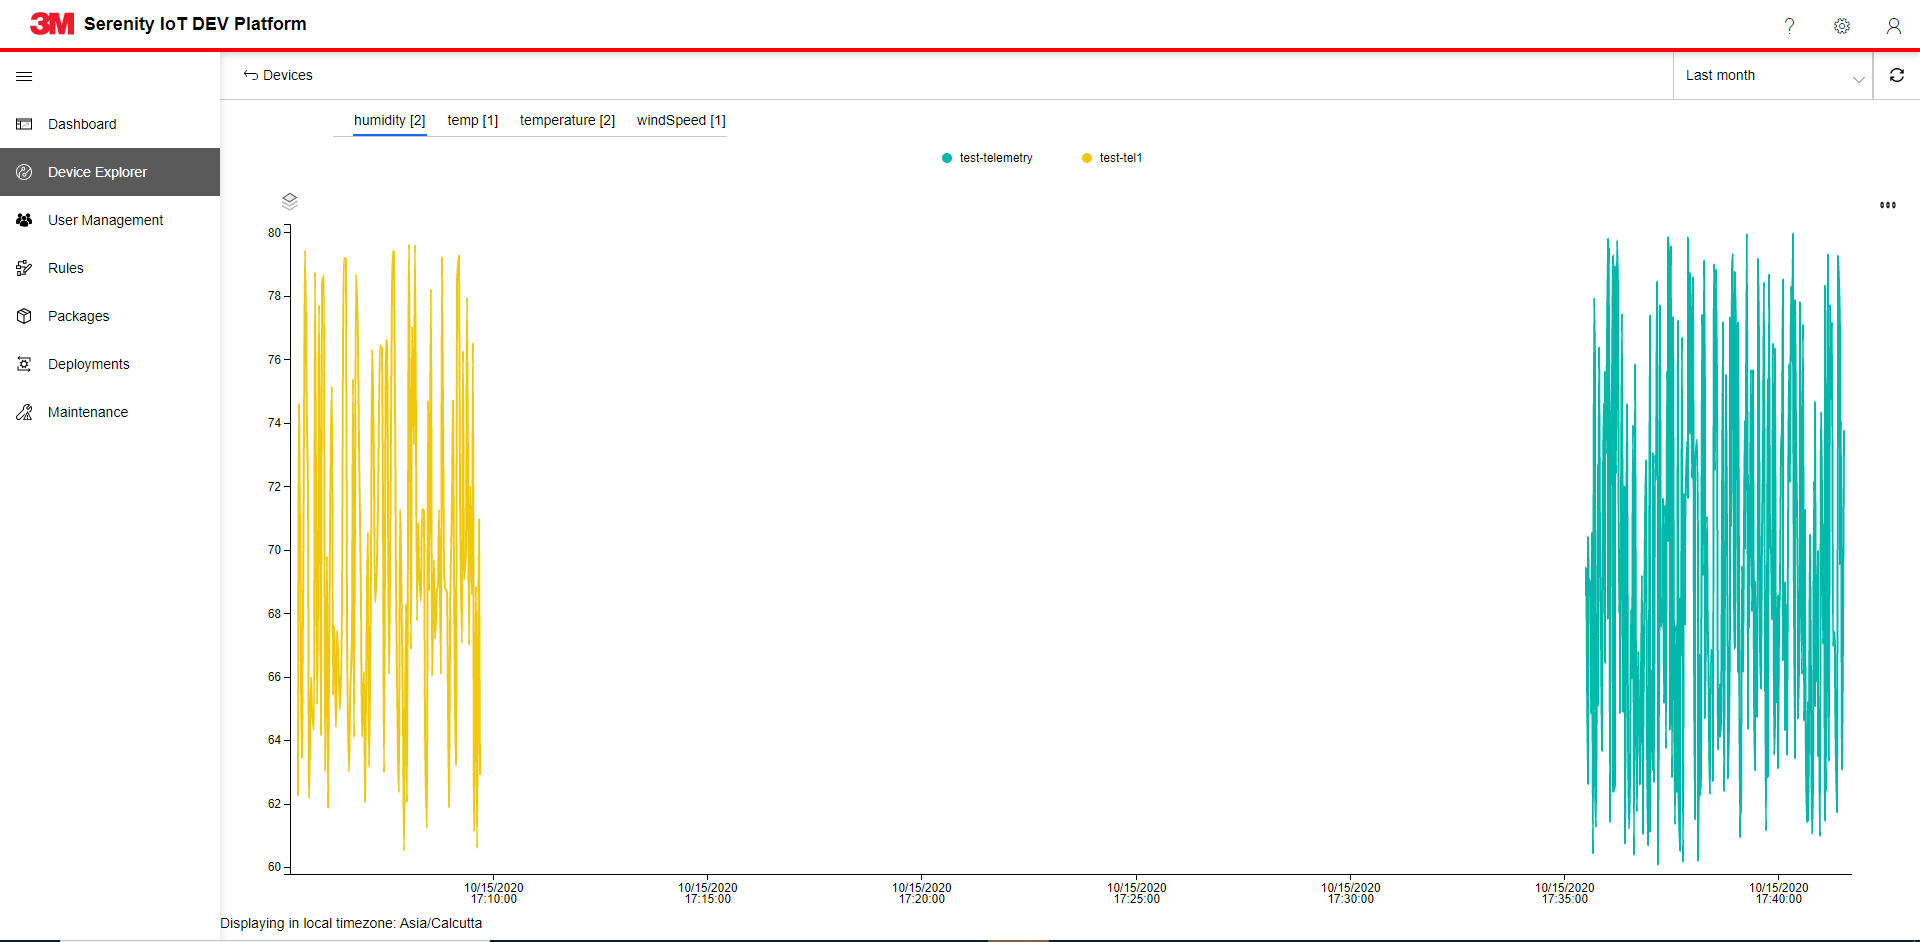 3M Serenity IoT DEV Platform
?
Devices
Last month
Dashboard
Device Explorer
User Management
Rules
Packages
Deployments
Maintenance
humidity [2] temp [1] temperature [2] windSpeed [1]
test-telemetry test-tel1
80
78
76
74
72
70
68
66
64
62
60
10/15/2020 10/15/2020 10/15/2020 10/15/2020 10/15/2020 10/15/2020 10/15/2020
17:10:00 17:15:00 17:20:00 17:25:00 17:30:00 17:35:00 17:40:00
Displaying in local timezone: Asia/Calcutta